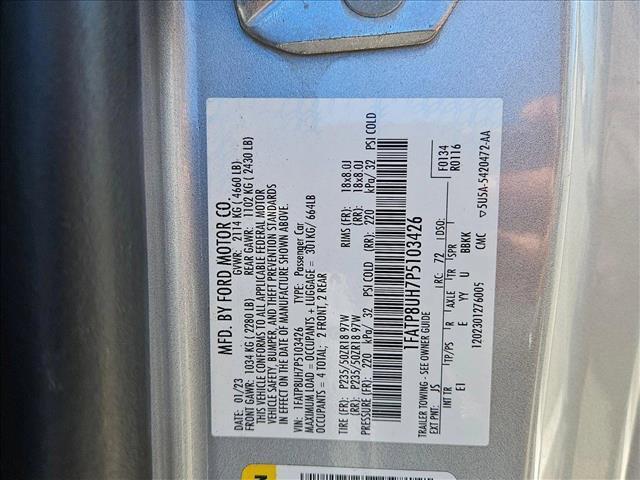 MFD. BY FORD MOTOR CO.
DATE: 01/23 GVWR: 2114 KG (4660 LB)
FRONT GAWR: 1034 KG (2280 LB) REAR GAWR: 1102 KG (2430 LB)
THIS VEHICLE CONFORMS TO ALL APPLICABLE FEDERAL MOTOR
VEHICLE SAFETY, BUMPER, AND THEFT PREVENTION STANDARDS
IN EFFECT ON THE DATE OF MANUFACTURE SHOWN ABOVE.
VIN: 1FATP8UH7P5103426 TYPE: Passenger Car
MAXIMUM LOAD = OCCUPANTS + LUGGAGE = 301KG/ 664LB
OCCUPANTS = 4 TOTAL; 2 FRONT, 2 REAR
TIRE (FR): P235/50ZR18 97W RIMS (FR): 18x8.0J
(RR): P235/50ZR18 97W (RR): 18x8.0J
PRESSURE (FR): 220 kPa/ 32 PSI COLD (RR): 220 kPa/ 32 PSI COLD
1FATP8UH7P5103426
TRAILER TOWING - SEE OWNER GUIDE F0134
EXT PNT: JS RC: 72 DSO: R0116
INT TR TP/PS R AXLE TR SPR
EI E YY U BBKK
1202301276005 CMC ▽5U5A-5420472-AA